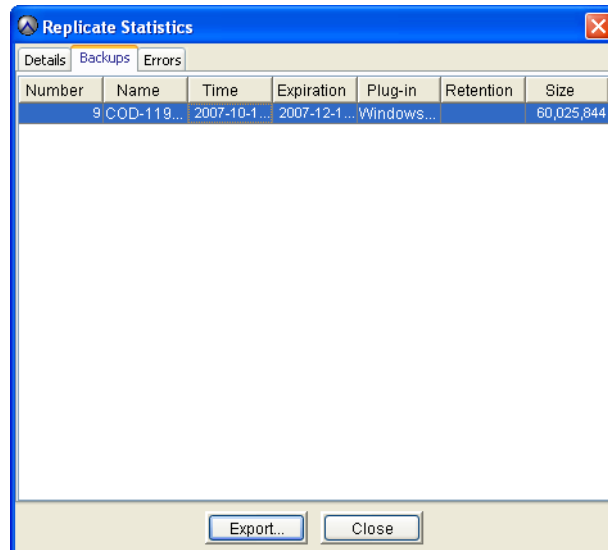 Replicate Statistics
Details Backups Errors
Number Name Time Expiration Plug-in Retention Size
9 COD-119... 2007-10-1... 2007-12-1... Windows... 60,025,844
Export... Close